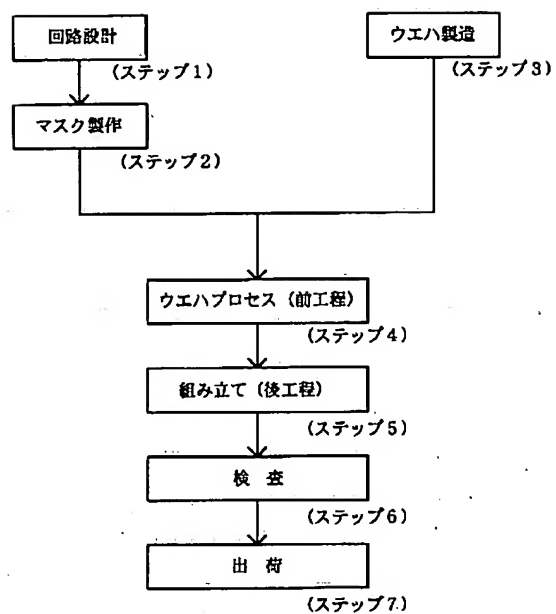 回路設計
(ステップ1)
ウエハ製造
(ステップ3)
マスク製作
(ステップ2)
ウエハプロセス (前工程)
(ステップ4)
組み立て (後工程)
(ステップ5)
検 査
(ステップ6)
出 荷
(ステップ7)